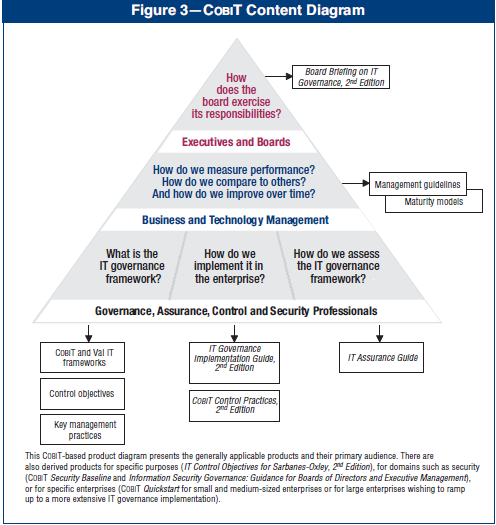 Figure 3—COBIT Content Diagram
How
does the
board exercise
its responsibilities?
Board Briefing on IT
Governance, 2nd Edition
Executives and Boards
How do we measure performance?
How do we compare to others?
And how do we improve over time?
Management guidelines
Maturity models
Business and Technology Management
What is the
IT governance
framework?
How do we
implement it in
the enterprise?
How do we assess
the IT governance
framework?
Governance, Assurance, Control and Security Professionals
COBIT and Val IT
frameworks
Control objectives
Key management
practices
IT Governance
Implementation Guide,
2nd Edition
COBIT Control Practices,
2nd Edition
IT Assurance Guide
This COBIT-based product diagram presents the generally applicable products and their primary audience. There are
also derived products for specific purposes (IT Control Objectives for Sarbanes-Oxley, 2nd Edition), for domains such as security
(COBIT Security Baseline and Information Security Governance: Guidance for Boards of Directors and Executive Management),
or for specific enterprises (COBIT Quickstart for small and medium-sized enterprises or for large enterprises wishing to ramp
up to a more extensive IT governance implementation).